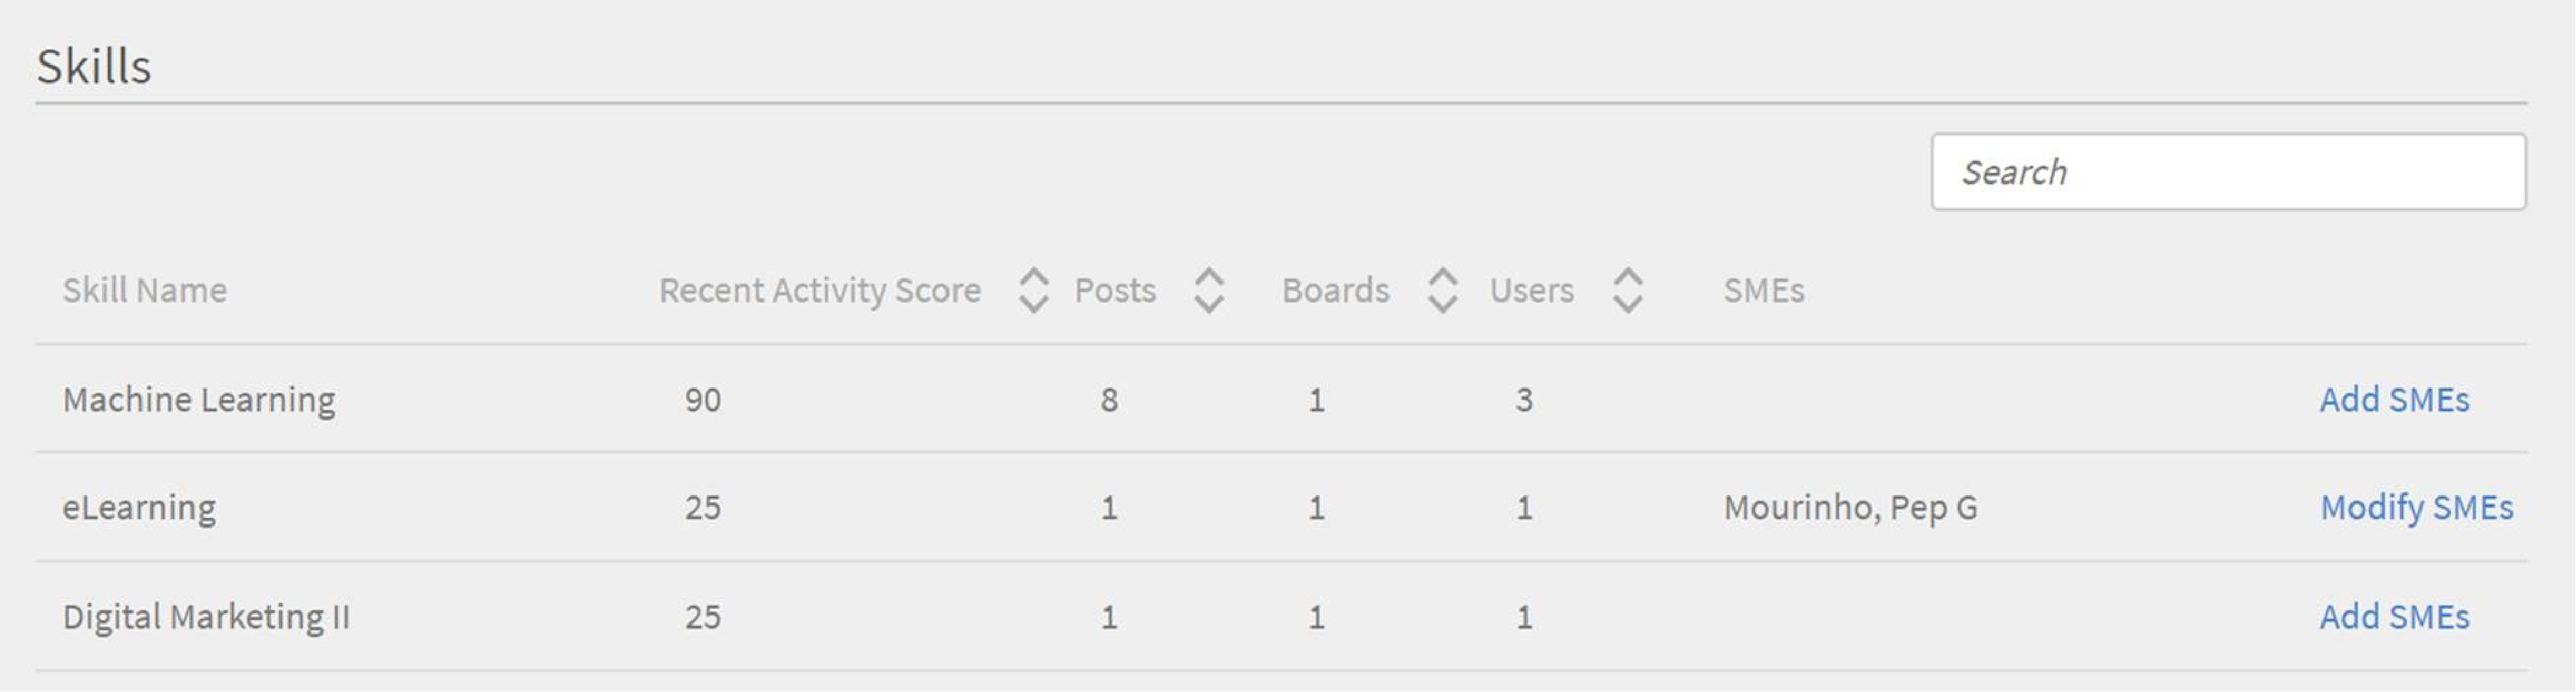 Skills
Search
Skill Name Recent Activity Score Posts Boards Users SMEs
Machine Learning 90 8 1 3 Add SMEs
eLearning 25 1 1 1 Mourinho, Pep G Modify SMEs
Digital Marketing II 25 1 1 1 Add SMEs